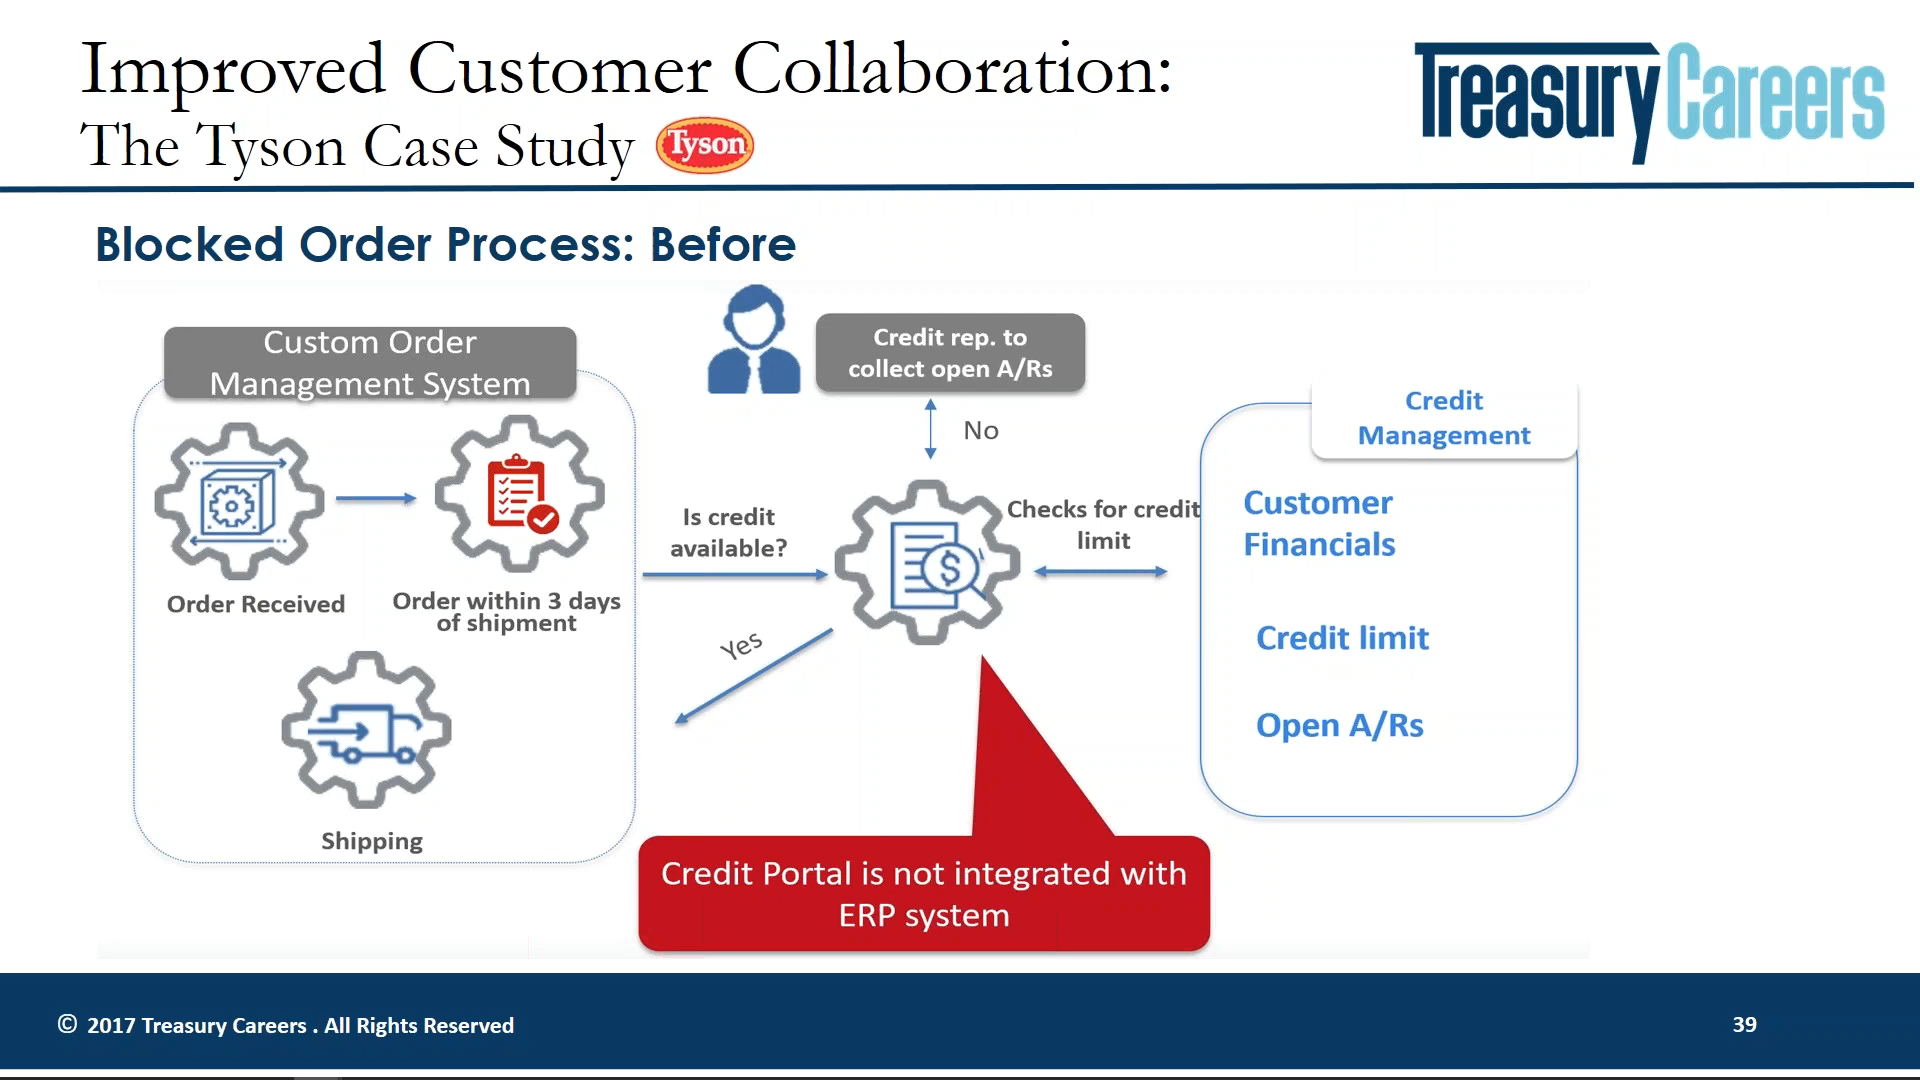 Improved Customer Collaboration:
The Tyson Case Study
Tyson
TreasuryCareers
Blocked Order Process: Before
Custom Order
Management System
Order Received
Order within 3 days
of shipment
Shipping
Is credit
available?
Yes
Credit rep. to
collect open A/Rs
No
$
Checks for credit
limit
Credit
Management
Customer
Financials
Credit limit
Open A/Rs
Credit Portal is not integrated with
ERP system
© 2017 Treasury Careers . All Rights Reserved
39